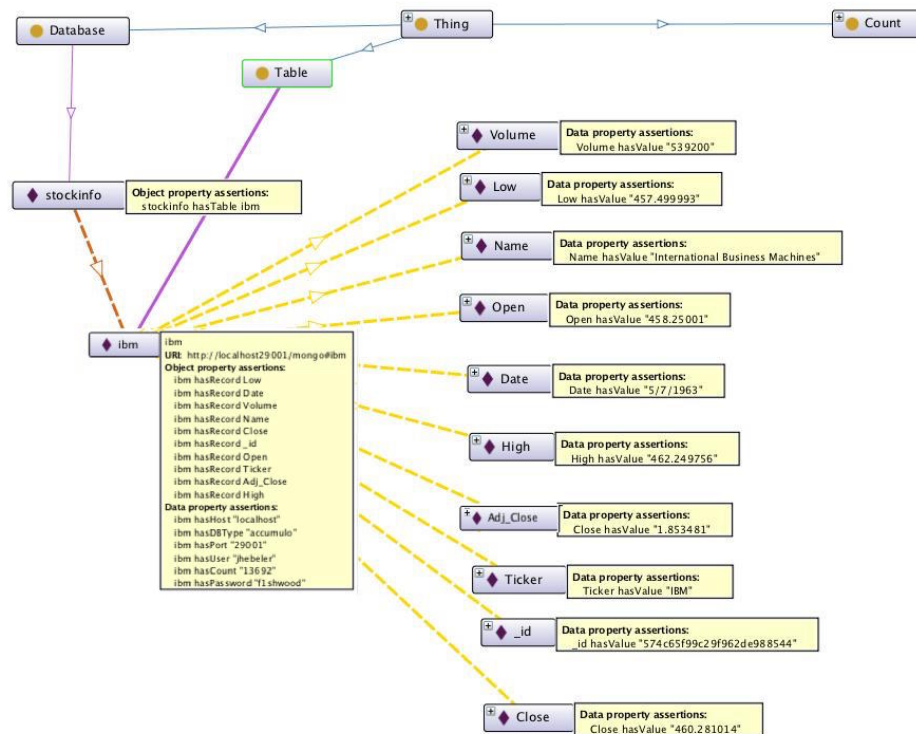 Database
Thing
Count
Table
Volume
Data property assertions:
Volume hasValue "539200"
Low
Data property assertions:
Low hasValue "457.499993"
stockinfo
Object property assertions:
stockinfo hasTable ibm
Name
Data property assertions:
Name hasValue "International Business Machines"
Open
Data property assertions:
Open hasValue "458.25001"
ibm
ibm
URI: http://localhost29001/mongo#ibm
Object property assertions:
ibm hasRecord Low
ibm hasRecord Date
ibm hasRecord Volume
ibm hasRecord Name
ibm hasRecord Close
ibm hasRecord _id
ibm hasRecord Open
ibm hasRecord Ticker
ibm hasRecord Adj_Close
ibm hasRecord High
Data property assertions:
ibm hasHost "localhost"
ibm hasDBType "accumulo"
ibm hasPort "29001"
ibm hasUser "jhebeler"
ibm hasCount "13692"
ibm hasPassword "f1shwood"
Date
Data property assertions:
Date hasValue "5/7/1963"
High
Data property assertions:
High hasValue "462.249756"
Adj_Close
Data property assertions:
Close hasValue "1.853481"
Ticker
Data property assertions:
Ticker hasValue "IBM"
_id
Data property assertions:
_id hasValue "574c65f99c29f962de988544"
Close
Data property assertions:
Close hasValue "460.281014"